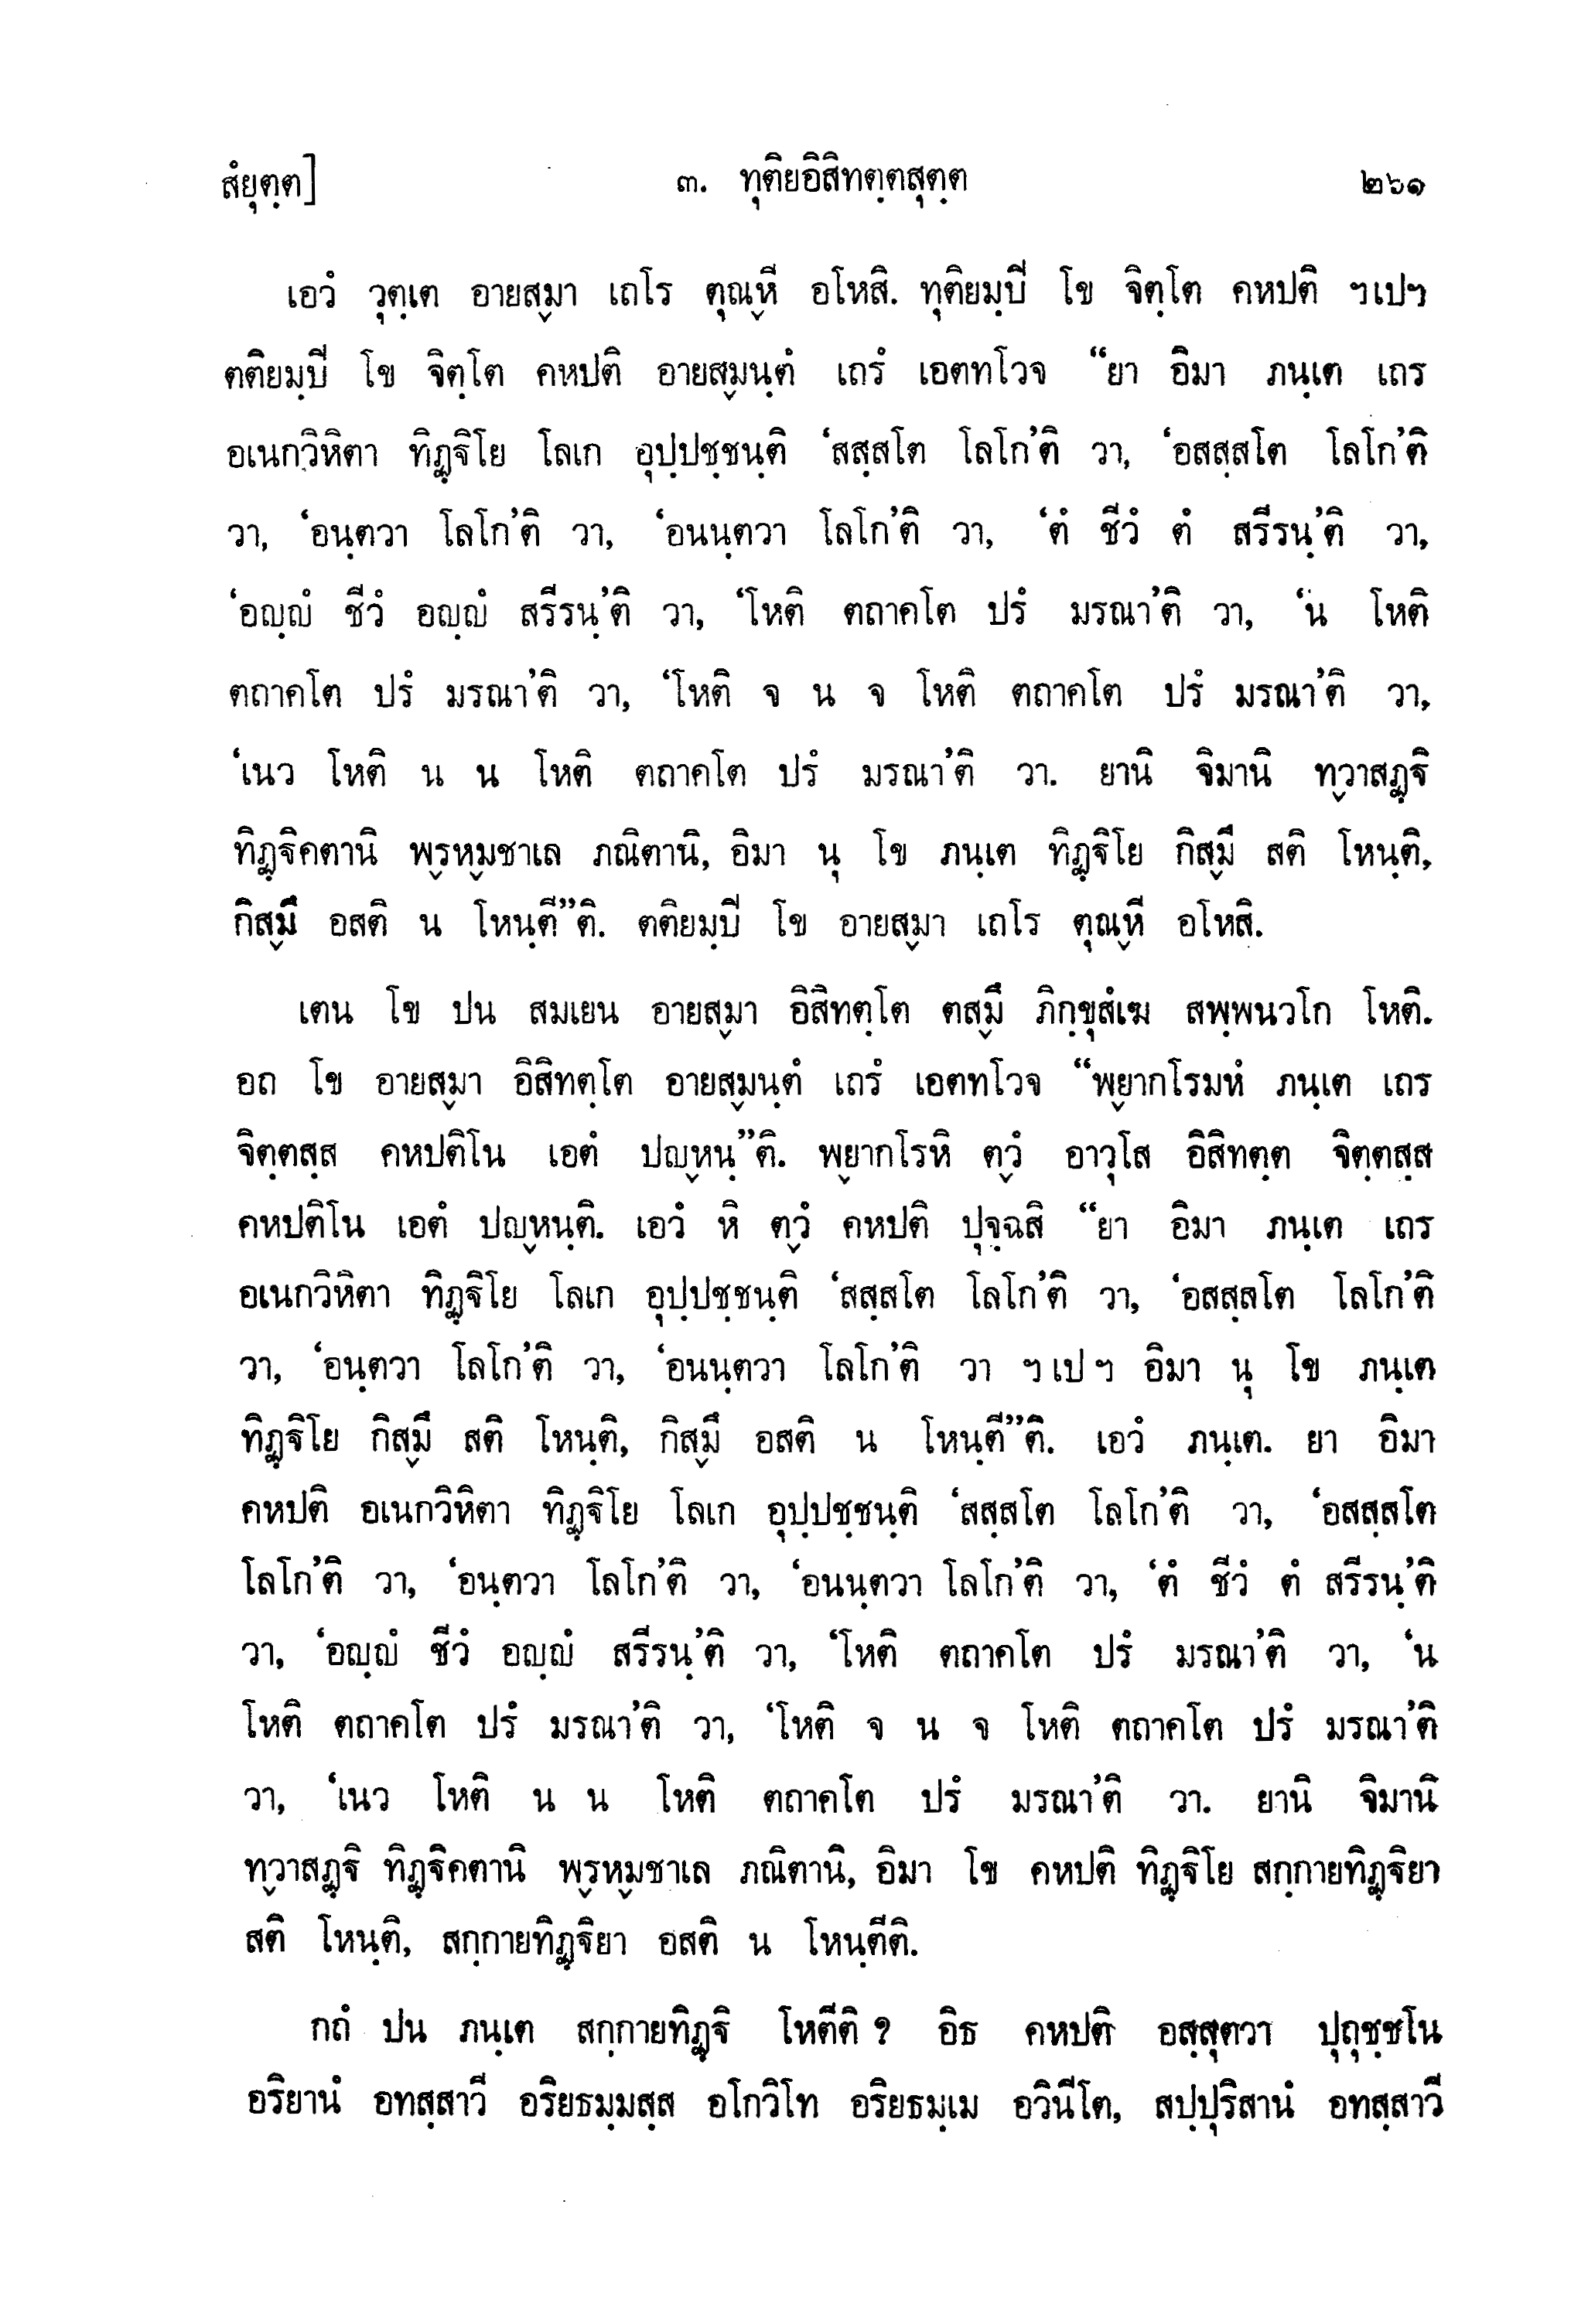 สํยุตฺต]
๓. ทุติยอิสิทตฺตสุตฺต
๒๖๑
เอวํ วุตฺเต อายสฺมา เถโร ตุณฺหี อโหสิ. ทุติยมฺปิ โข จิตฺโต คหปติ ฯเปฯ
ตติยมฺปิ โข จิตฺโต คหปติ อายสฺมนฺตํ เถรํ เอตทโวจ “ยา อิมา ภนฺเต เถร
อเนกวิหิตา ทิฏฺฐิโย โลเก อุปฺปชฺชนฺติ ‘สสฺสโต โลโก’ติ วา, ‘อสสฺสโต โลโก’ติ
วา, ‘อนฺตวา โลโก’ติ วา, ‘อนนฺตวา โลโก’ติ วา, ‘ตํ ชีวํ ตํ สรีรนฺ’ติ วา,
‘อญฺญํ ชีวํ อญฺญํ สรีรนฺ’ติ วา, ‘โหติ ตถาคโต ปรํ มรณา’ติ วา, ‘น โหติ
ตถาคโต ปรํ มรณา’ติ วา, ‘โหติ จ น จ โหติ ตถาคโต ปรํ มรณา’ติ วา,
‘เนว โหติ น น โหติ ตถาคโต ปรํ มรณา’ติ วา. ยานิ จิมานิ ทฺวาสฏฺฐิ
ทิฏฺฐิคตานิ พฺรหฺมชาเล ภณิตานิ, อิมา นุ โข ภนฺเต ทิฏฺฐิโย กิสฺมึ สติ โหนฺติ,
กิสฺมึ อสติ น โหนฺตี”ติ. ตติยมฺปิ โข อายสฺมา เถโร ตุณฺหี อโหสิ.
เตน โข ปน สมเยน อายสฺมา อิสิทตฺโต ตสฺมึ ภิกฺขุสํเฆ สพฺพนวโก โหติ.
อถ โข อายสฺมา อิสิทตฺโต อายสฺมนฺตํ เถรํ เอตทโวจ “พฺยากโรมหํ ภนฺเต เถร
จิตฺตสฺส คหปติโน เอตํ ปญฺหนฺ”ติ. พฺยากโรหิ ตฺวํ อาวุโส อิสิทตฺต จิตฺตสฺส
คหปติโน เอตํ ปญฺหนฺติ. เอวํ หิ ตฺวํ คหปติ ปุจฺฉสิ “ยา อิมา ภนฺเต เถร
อเนกวิหิตา ทิฏฺฐิโย โลเก อุปฺปชฺชนฺติ ‘สสฺสโต โลโก’ติ วา, ‘อสสฺสโต โลโก’ติ
วา, ‘อนฺตวา โลโก’ติ วา, ‘อนนฺตวา โลโก’ติ วา ฯเปฯ อิมา นุ โข ภนฺเต
ทิฏฺฐิโย กิสฺมึ สติ โหนฺติ, กิสฺมึ อสติ น โหนฺตี”ติ. เอวํ ภนฺเต. ยา อิมา
คหปติ อเนกวิหิตา ทิฏฺฐิโย โลเก อุปฺปชฺชนฺติ ‘สสฺสโต โลโก’ติ วา, ‘อสสฺสโต
โลโก’ติ วา, ‘อนฺตวา โลโก’ติ วา, ‘อนนฺตวา โลโก’ติ วา, ‘ตํ ชีวํ ตํ สรีรนฺ’ติ
วา, ‘อญฺญํ ชีวํ อญฺญํ สรีรนฺ’ติ วา, ‘โหติ ตถาคโต ปรํ มรณา’ติ วา, ‘น
โหติ ตถาคโต ปรํ มรณา’ติ วา, ‘โหติ จ น จ โหติ ตถาคโต ปรํ มรณา’ติ
วา, ‘เนว โหติ น น โหติ ตถาคโต ปรํ มรณา’ติ วา. ยานิ จิมานิ
ทฺวาสฏฺฐิ ทิฏฺฐิคตานิ พฺรหฺมชาเล ภณิตานิ, อิมา โข คหปติ ทิฏฺฐิโย สกฺกายทิฏฺฐิยา
สติ โหนฺติ, สกฺกายทิฏฺฐิยา อสติ น โหนฺตีติ.
กถํ ปน ภนฺเต สกฺกายทิฏฺฐิ โหตีติ ? อิธ คหปติ อสฺสุตวา ปุถุชฺชโน
อริยานํ อทสฺสาวี อริยธมฺมสฺส อโกวิโท อริยธมฺเม อวินีโต, สปฺปุริสานํ อทสฺสาวี